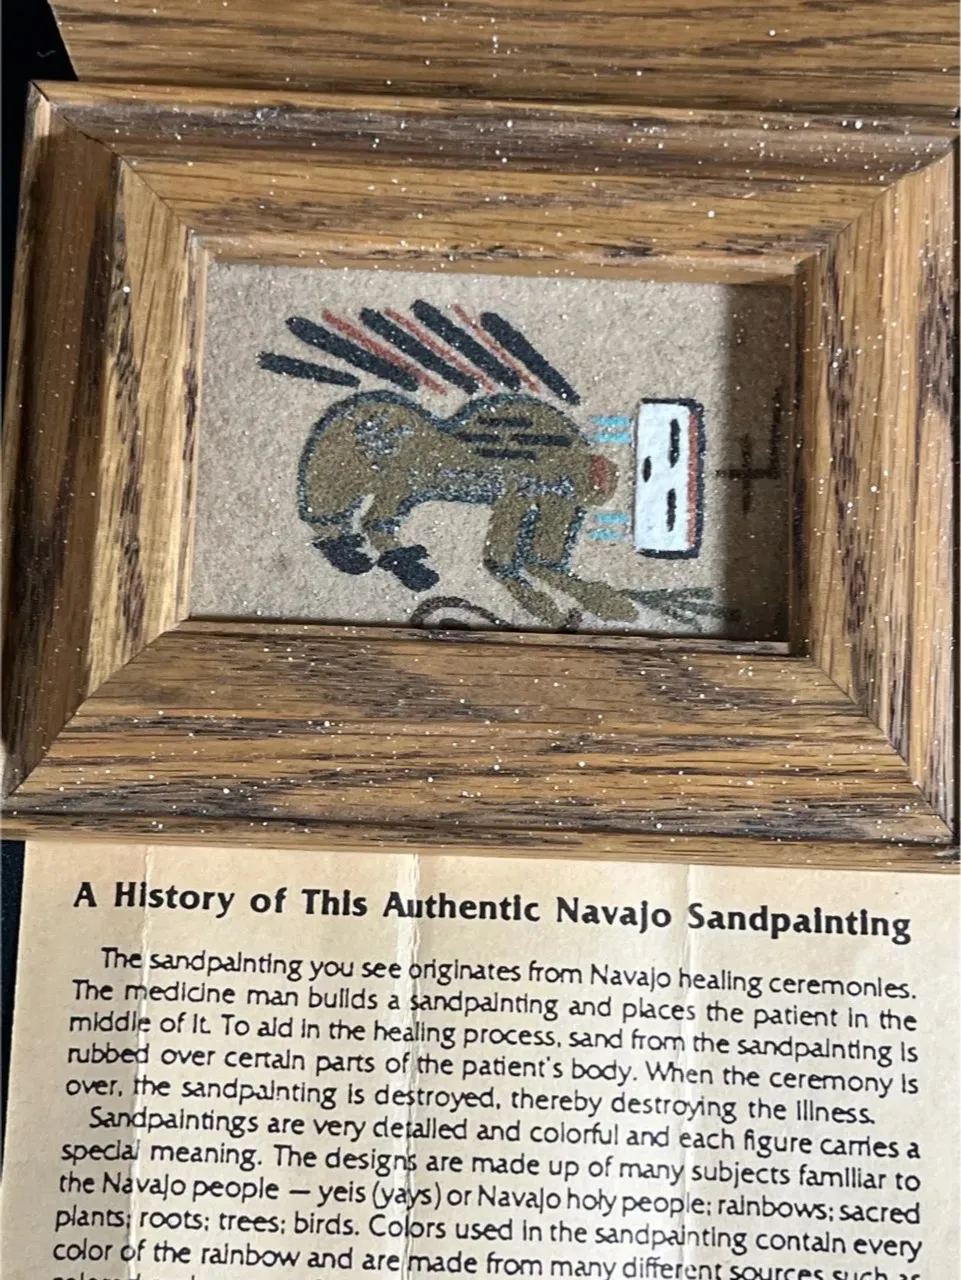 A History of This Authentic Navajo Sandpainting
The sandpainting you see originates from Navajo healing ceremonies.
The medicine man builds a sandpainting and places the patient in the
middle of it. To aid in the healing process, sand from the sandpainting is
rubbed over certain parts of the patient's body. When the ceremony is
over, the sandpainting is destroyed, thereby destroying the illness.
Sandpaintings are very detailed and colorful and each figure carries a
special meaning. The designs are made up of many subjects familiar to
the Navajo people — yeis (yays) or Navajo holy people; rainbows; sacred
plants; roots; trees; birds. Colors used in the sandpainting contain every
color of the rainbow and are made from many different sources such as